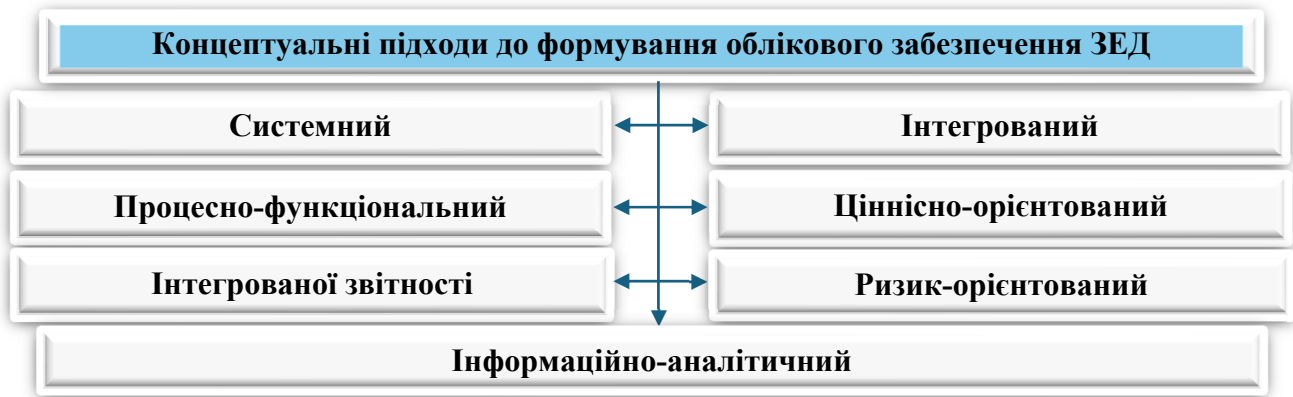 Концептуальні підходи до формування облікового забезпечення ЗЕД
Системний
Інтегрований
Процесно-функціональний
Ціннісно-орієнтований
Інтегрованої звітності
Ризик-орієнтований
Інформаційно-аналітичний